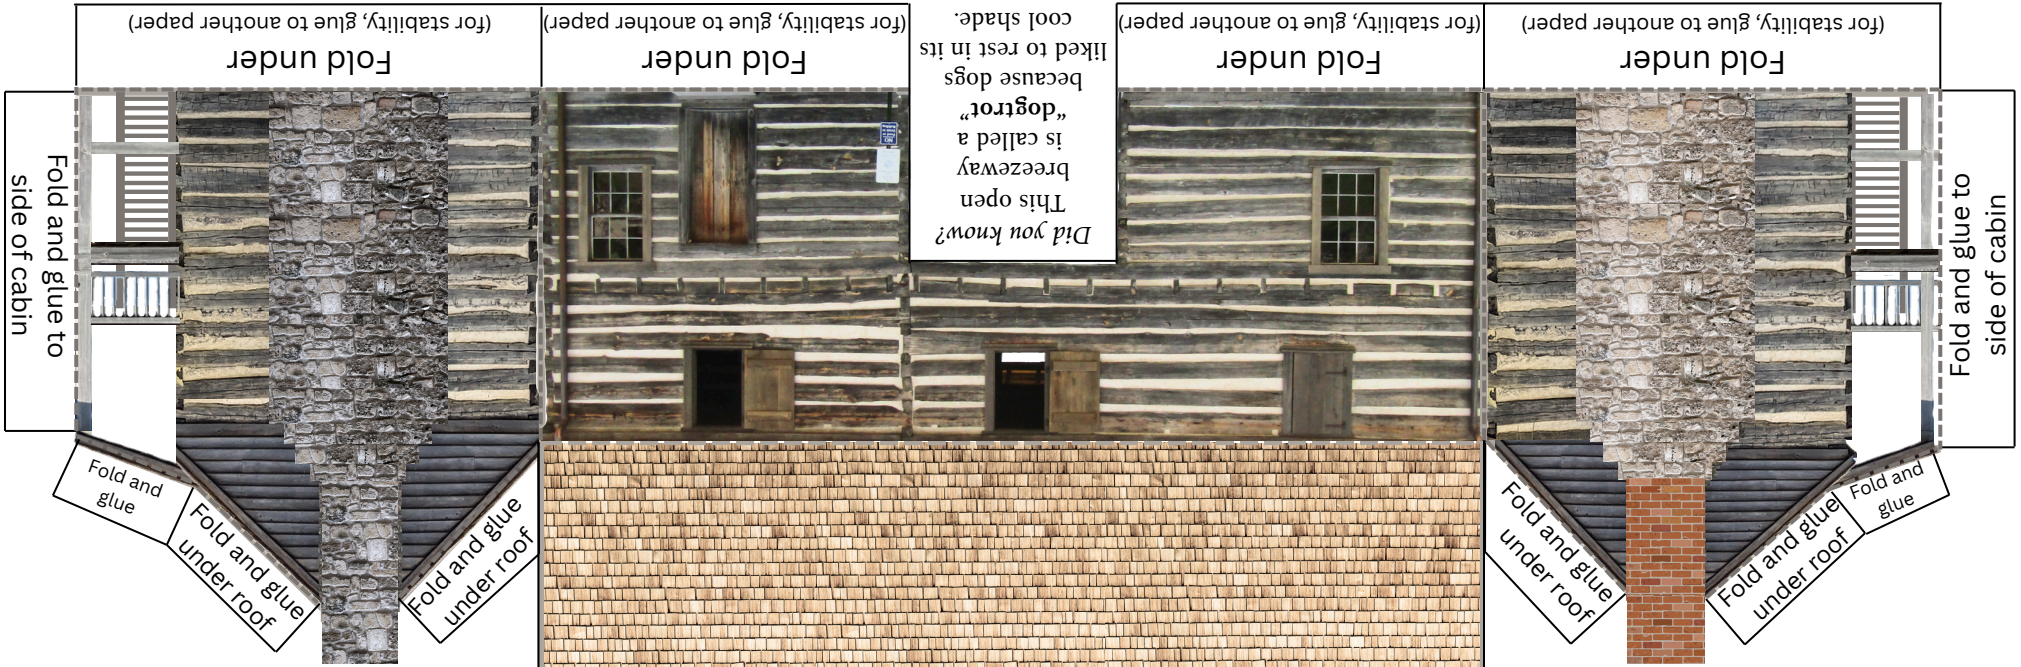 (for stability, glue to another paper)
Fold under
(for stability, glue to another paper)
Fold under
(for stability, glue to another paper)
Fold under
(for stability, glue to another paper)
Fold under
Did you know?
This open
breezeway
is called a
“dogtrot”
because dogs
liked to rest in its
cool shade.
NO
Fold and glue to
side of cabin
Fold and glue to
side of cabin
Fold and
glue
Fold and glue
under roof
Fold and glue
under roof
Fold and glue
under roof
Fold and glue
under roof
Fold and
glue